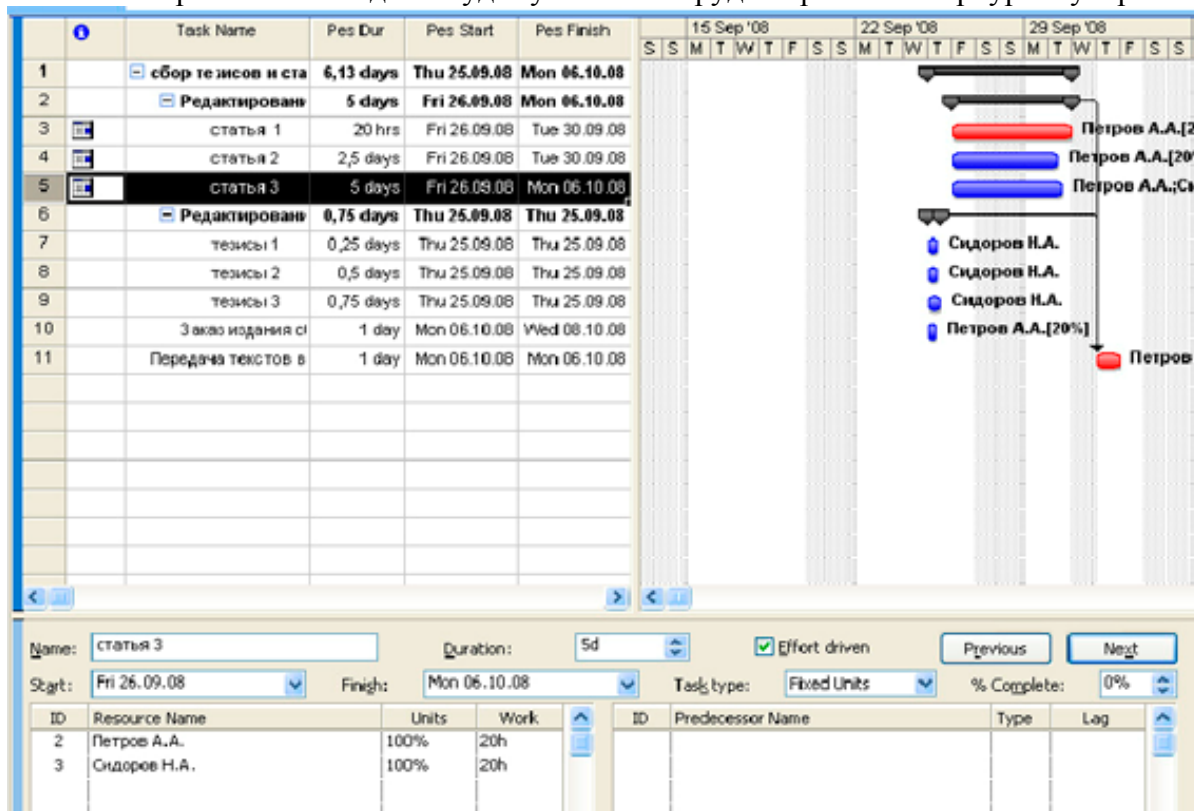 Task Name Pes Dur Pes Start Pes Finish 15 Sep '08 22 Sep '08 29 Sep '08
S S M T W T F S S M T W T F S S M T W T F S S
1 сбор тезисов и ста 6,13 days Thu 25.09.08 Mon 06.10.08
2 Редактировани 5 days Fri 26.09.08 Mon 06.10.08
3 статья 1 20 hrs Fri 26.09.08 Tue 30.09.08 Петров А.А.[2
4 статья 2 2,5 days Fri 26.09.08 Tue 30.09.08 Петров А.А.[20
5 статья 3 5 days Fri 26.09.08 Mon 06.10.08 Петров А.А.;Си
6 Редактировани 0,75 days Thu 25.09.08 Thu 25.09.08
7 тезисы 1 0,25 days Thu 25.09.08 Thu 25.09.08 Сидоров Н.А.
8 тезисы 2 0,5 days Thu 25.09.08 Thu 25.09.08 Сидоров Н.А.
9 тезисы 3 0,75 days Thu 25.09.08 Thu 25.09.08 Сидоров Н.А.
10 Заказ издания сб 1 day Mon 06.10.08 Wed 08.10.08 Петров А.А.[20%]
11 Передача текстов в 1 day Mon 06.10.08 Mon 06.10.08 Петров
Name: статья 3 Duration: 5d Effort driven Previous Next
Start: Fri 26.09.08 Finish: Mon 06.10.08 Task type: Fixed Units % Complete: 0%
ID Resource Name Units Work ID Predecessor Name Type Lag
2 Петров А.А. 100% 20h
3 Сидоров Н.А. 100% 20h